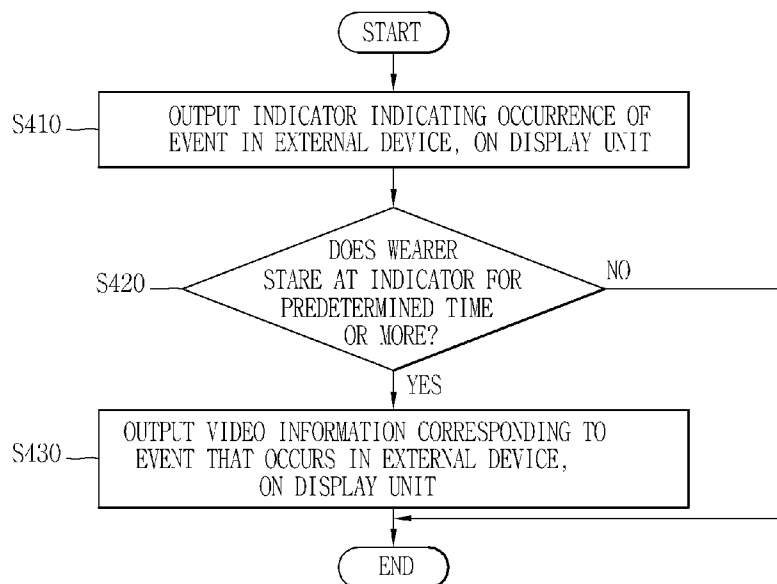 START
S410
OUTPUT INDICATOR INDICATING OCCURRENCE OF
EVENT IN EXTERNAL DEVICE, ON DISPLAY UNIT
S420
DOES WEARER
STARE AT INDICATOR FOR
PREDETERMINED TIME
OR MORE?
NO
YES
S430
OUTPUT VIDEO INFORMATION CORRESPONDING TO
EVENT THAT OCCURS IN EXTERNAL DEVICE,
ON DISPLAY UNIT
END